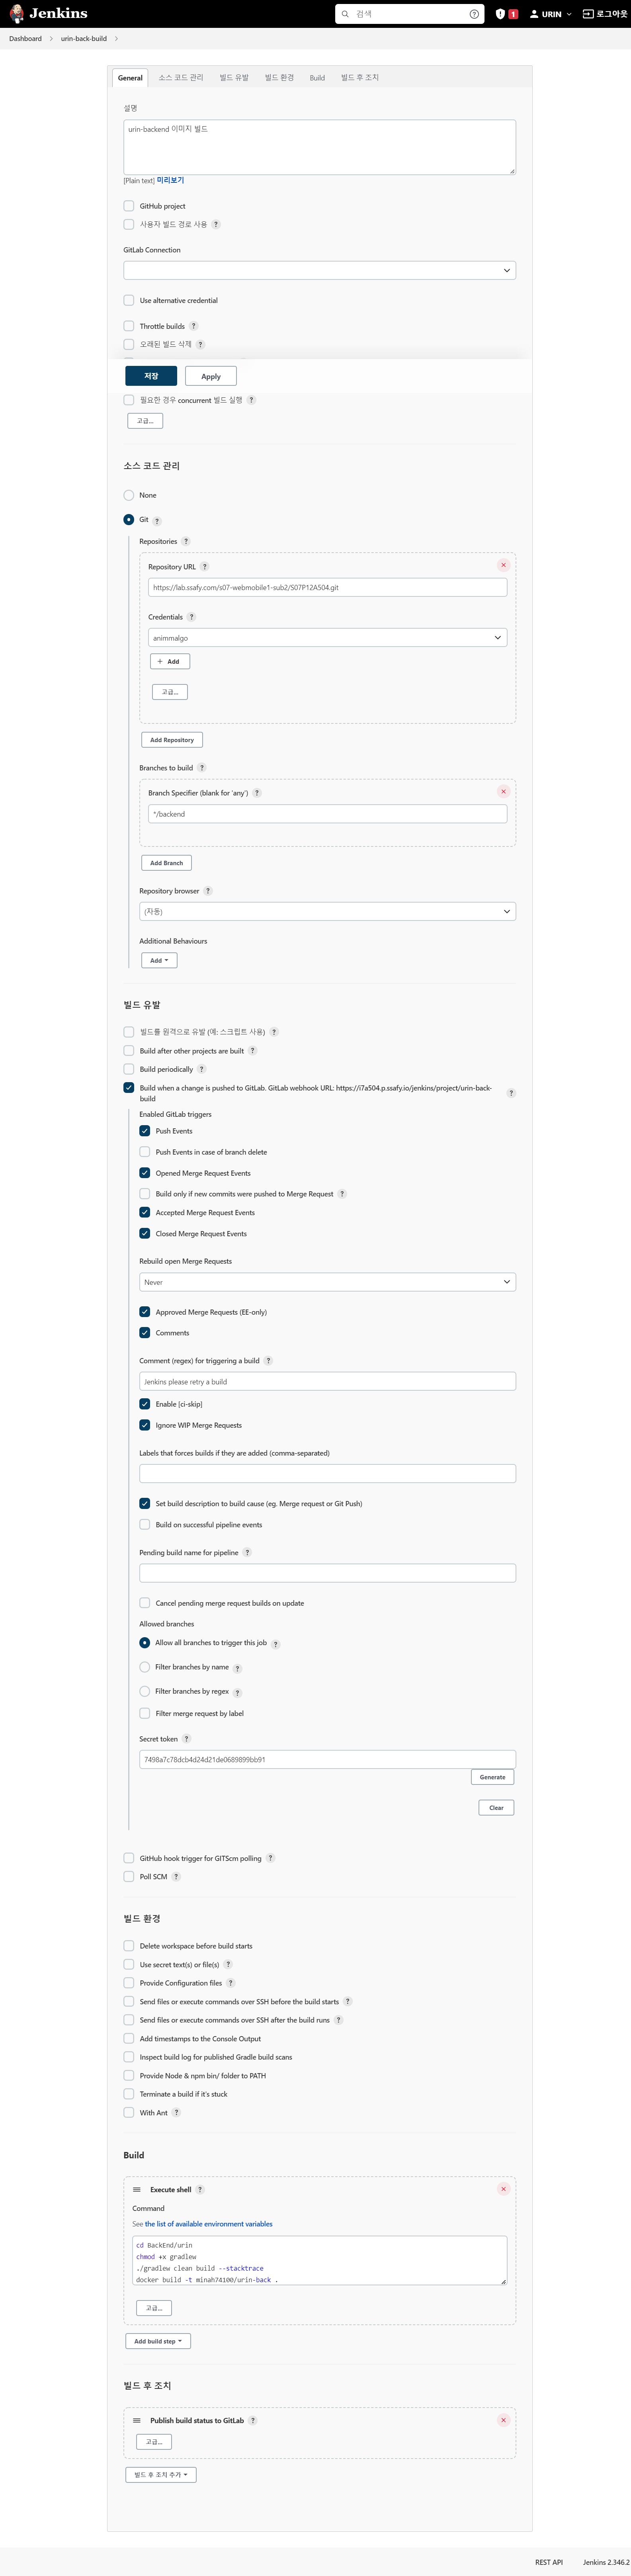 Jenkins
검색
1
URIN
로그아웃
Dashboard
urin-back-build
General
소스 코드 관리
빌드 유발
빌드 환경
Build
빌드 후 조치
설명
urin-backend 이미지 빌드
[Plain text] 미리보기
GitHub project
사용자 빌드 경로 사용 ?
GitLab Connection
Use alternative credential
Throttle builds ?
오래된 빌드 삭제 ?
저장
Apply
필요한 경우 concurrent 빌드 실행 ?
고급...
소스 코드 관리
None
Git ?
Repositories ?
Repository URL ?
https://lab.ssafy.com/s07-webmobile1-sub2/S07P12A504.git
Credentials ?
animmalgo
Add
고급...
Add Repository
Branches to build ?
Branch Specifier (blank for 'any') ?
*/backend
Add Branch
Repository browser ?
(자동)
Additional Behaviours
Add
빌드 유발
빌드를 원격으로 유발 (예: 스크립트 사용) ?
Build after other projects are built ?
Build periodically ?
Build when a change is pushed to GitLab. GitLab webhook URL: https://i7a504.p.ssafy.io/jenkins/project/urin-back-
build ?
Enabled GitLab triggers
Push Events
Push Events in case of branch delete
Opened Merge Request Events
Build only if new commits were pushed to Merge Request ?
Accepted Merge Request Events
Closed Merge Request Events
Rebuild open Merge Requests
Never
Approved Merge Requests (EE-only)
Comments
Comment (regex) for triggering a build ?
Jenkins please retry a build
Enable [ci-skip]
Ignore WIP Merge Requests
Labels that forces builds if they are added (comma-separated)
Set build description to build cause (eg. Merge request or Git Push)
Build on successful pipeline events
Pending build name for pipeline ?
Cancel pending merge request builds on update
Allowed branches
Allow all branches to trigger this job ?
Filter branches by name ?
Filter branches by regex ?
Filter merge request by label
Secret token ?
7498a7c78dcb4d24d21de0689899bb91
Generate
Clear
GitHub hook trigger for GITScm polling ?
Poll SCM ?
빌드 환경
Delete workspace before build starts
Use secret text(s) or file(s) ?
Provide Configuration files ?
Send files or execute commands over SSH before the build starts ?
Send files or execute commands over SSH after the build runs ?
Add timestamps to the Console Output
Inspect build log for published Gradle build scans
Provide Node & npm bin/ folder to PATH
Terminate a build if it's stuck
With Ant ?
Build
Execute shell ?
Command
See the list of available environment variables
cd BackEnd/urin
chmod +x gradlew
./gradlew clean build --stacktrace
docker build -t minah74100/urin-back .
고급...
Add build step
빌드 후 조치
Publish build status to GitLab ?
고급...
빌드 후 조치 추가
REST API
Jenkins 2.346.2